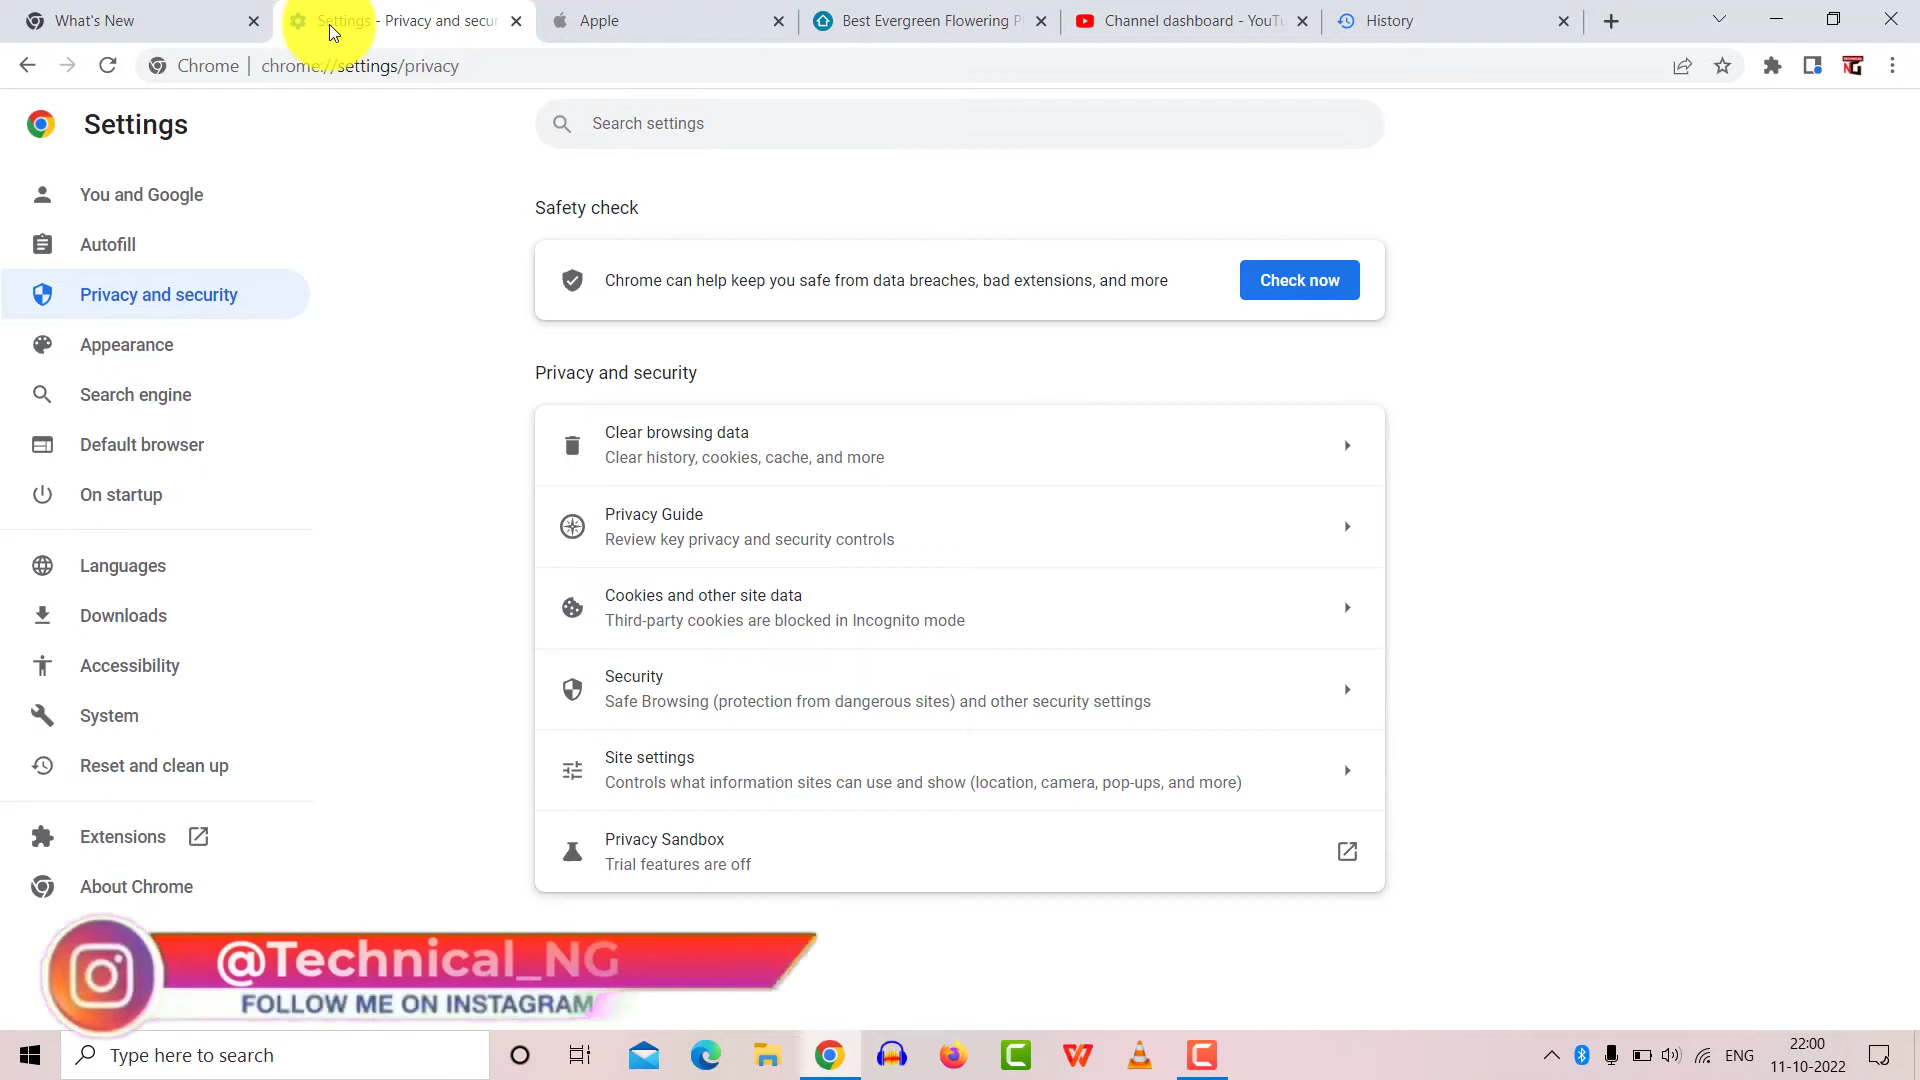 What's New
Settings - Privacy and secur
Apple
Best Evergreen Flowering P
Channel dashboard - YouTu
History
Chrome | chrome://settings/privacy
Settings
Search settings
You and Google
Autofill
Privacy and security
Appearance
Search engine
Default browser
On startup
Languages
Downloads
Accessibility
System
Reset and clean up
Extensions
About Chrome
Safety check
Chrome can help keep you safe from data breaches, bad extensions, and more
Check now
Privacy and security
Clear browsing data
Clear history, cookies, cache, and more
Privacy Guide
Review key privacy and security controls
Cookies and other site data
Third-party cookies are blocked in Incognito mode
Security
Safe Browsing (protection from dangerous sites) and other security settings
Site settings
Controls what information sites can use and show (location, camera, pop-ups, and more)
Privacy Sandbox
Trial features are off
@Technical_NG
FOLLOW ME ON INSTAGRAM
Type here to search
ENG
22:00
11-10-2022